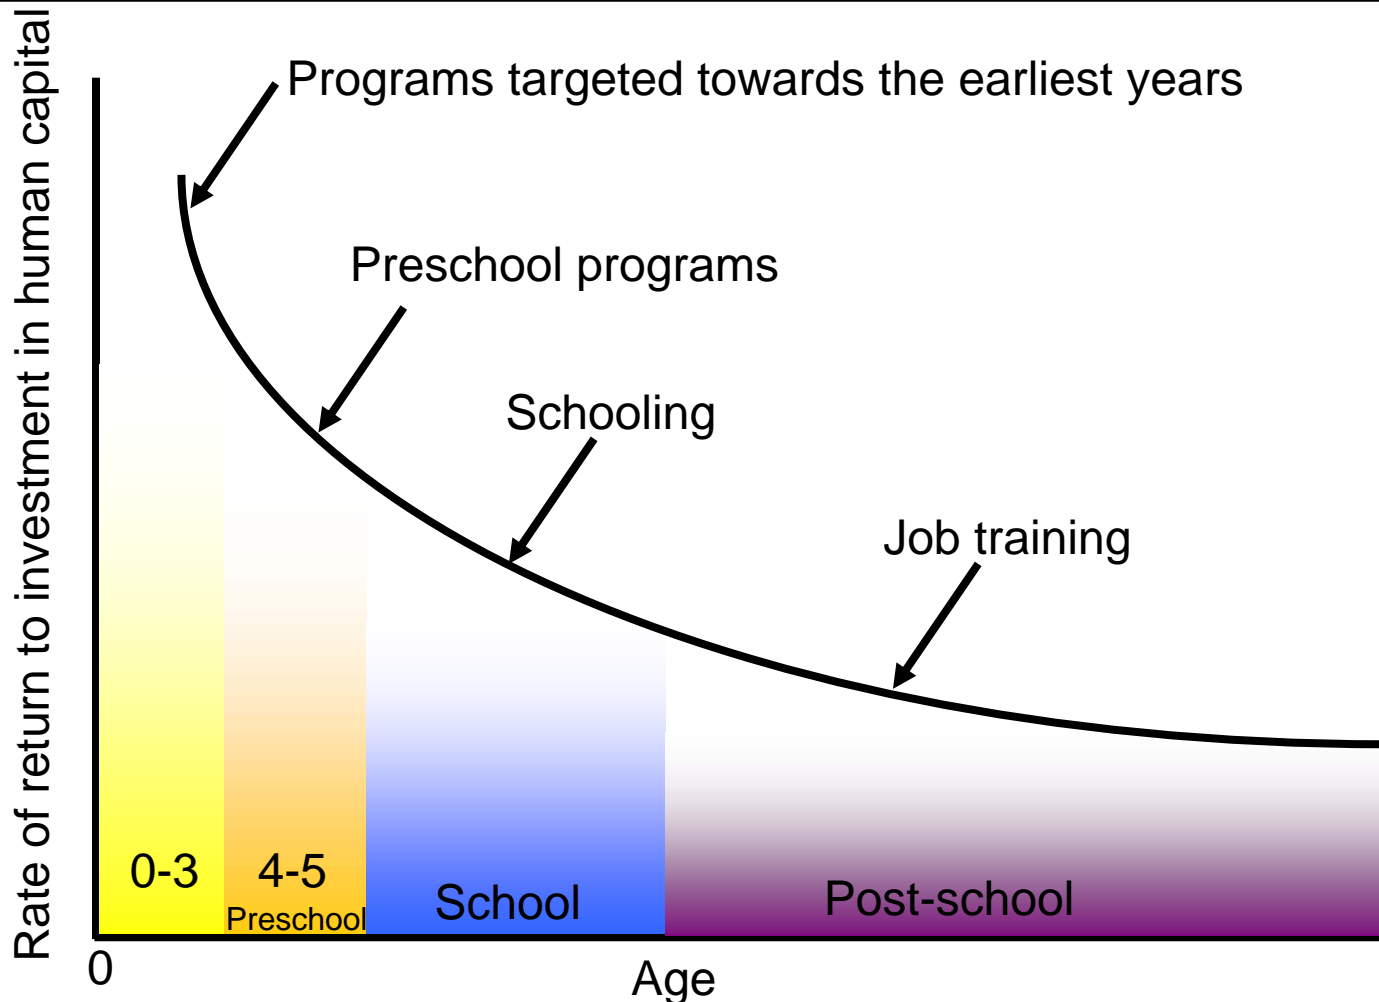 Rate of return to investment in human capital
Programs targeted towards the earliest years
Preschool programs
Schooling
Job training
0-3
4-5
Preschool
School
Post-school
0
Age